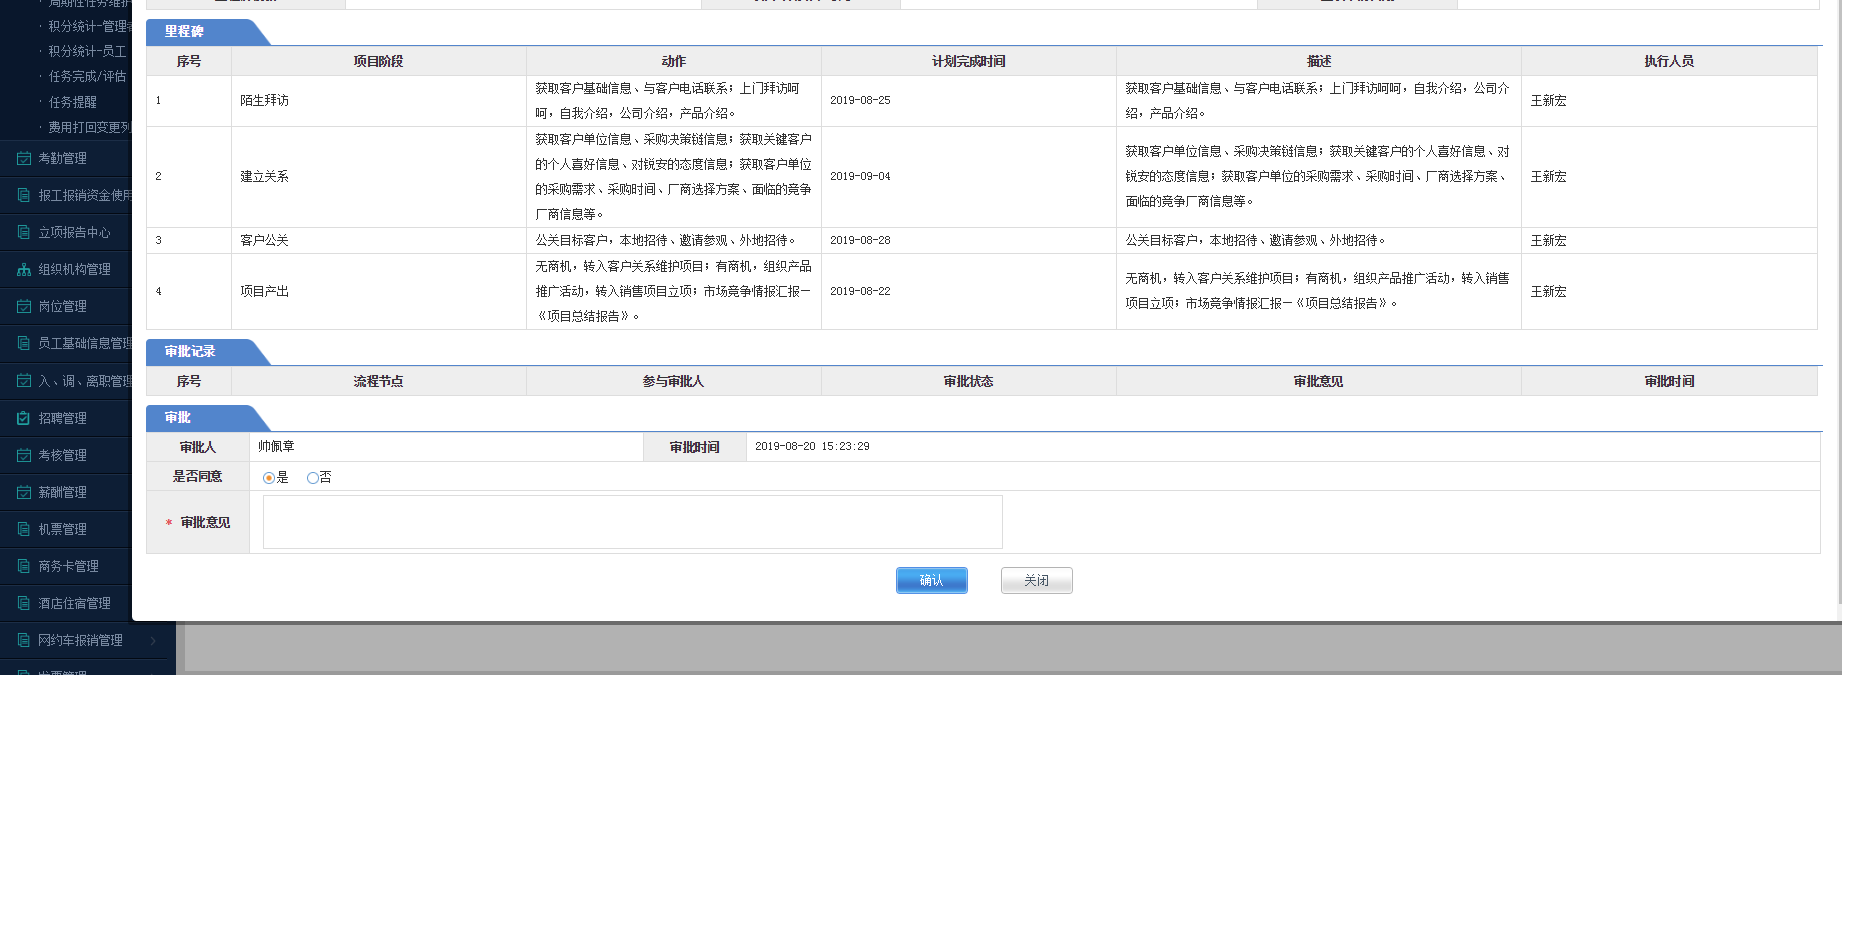 积分统计-管理者
积分统计-员工
任务完成/评估
任务提醒
费用打回变更列
考勤管理
报工报销资金使用
立项报告中心
组织机构管理
岗位管理
员工基础信息管理
入、调、离职管理
招聘管理
考核管理
薪酬管理
机票管理
商务卡管理
酒店住宿管理
网约车报销管理
里程碑
序号 项目阶段 动作 计划完成时间 描述 执行人员
1 陌生拜访 获取客户基础信息、与客户电话联系；上门拜访呵
呵，自我介绍，公司介绍，产品介绍。
2019-08-25
获取客户基础信息、与客户电话联系；上门拜访呵呵，自我介绍，公司介
绍，产品介绍。
王新宏
2 建立关系 获取客户单位信息、采购决策链信息；获取关键客户
的个人喜好信息、对锐安的态度信息；获取客户单位
的采购需求、采购时间、厂商选择方案、面临的竞争
厂商信息等。
2019-09-04
获取客户单位信息、采购决策链信息；获取关键客户的个人喜好信息、对
锐安的态度信息；获取客户单位的采购需求、采购时间、厂商选择方案、
面临的竞争厂商信息等。
王新宏
3 客户公关 公关目标客户，本地招待、邀请参观、外地招待。 2019-08-28 公关目标客户，本地招待、邀请参观、外地招待。 王新宏
4 项目产出 无商机，转入客户关系维护项目；有商机，组织产品
推广活动，转入销售项目立项；市场竞争情报汇报—
《项目总结报告》。
2019-08-22
无商机，转入客户关系维护项目；有商机，组织产品推广活动，转入销售
项目立项；市场竞争情报汇报—《项目总结报告》。
王新宏
审批记录
序号 流程节点 参与审批人 审批状态 审批意见 审批时间
审批
审批人 帅佩章 审批时间 2019-08-20 15:23:29
是否同意 是 否
* 审批意见
确认 关闭